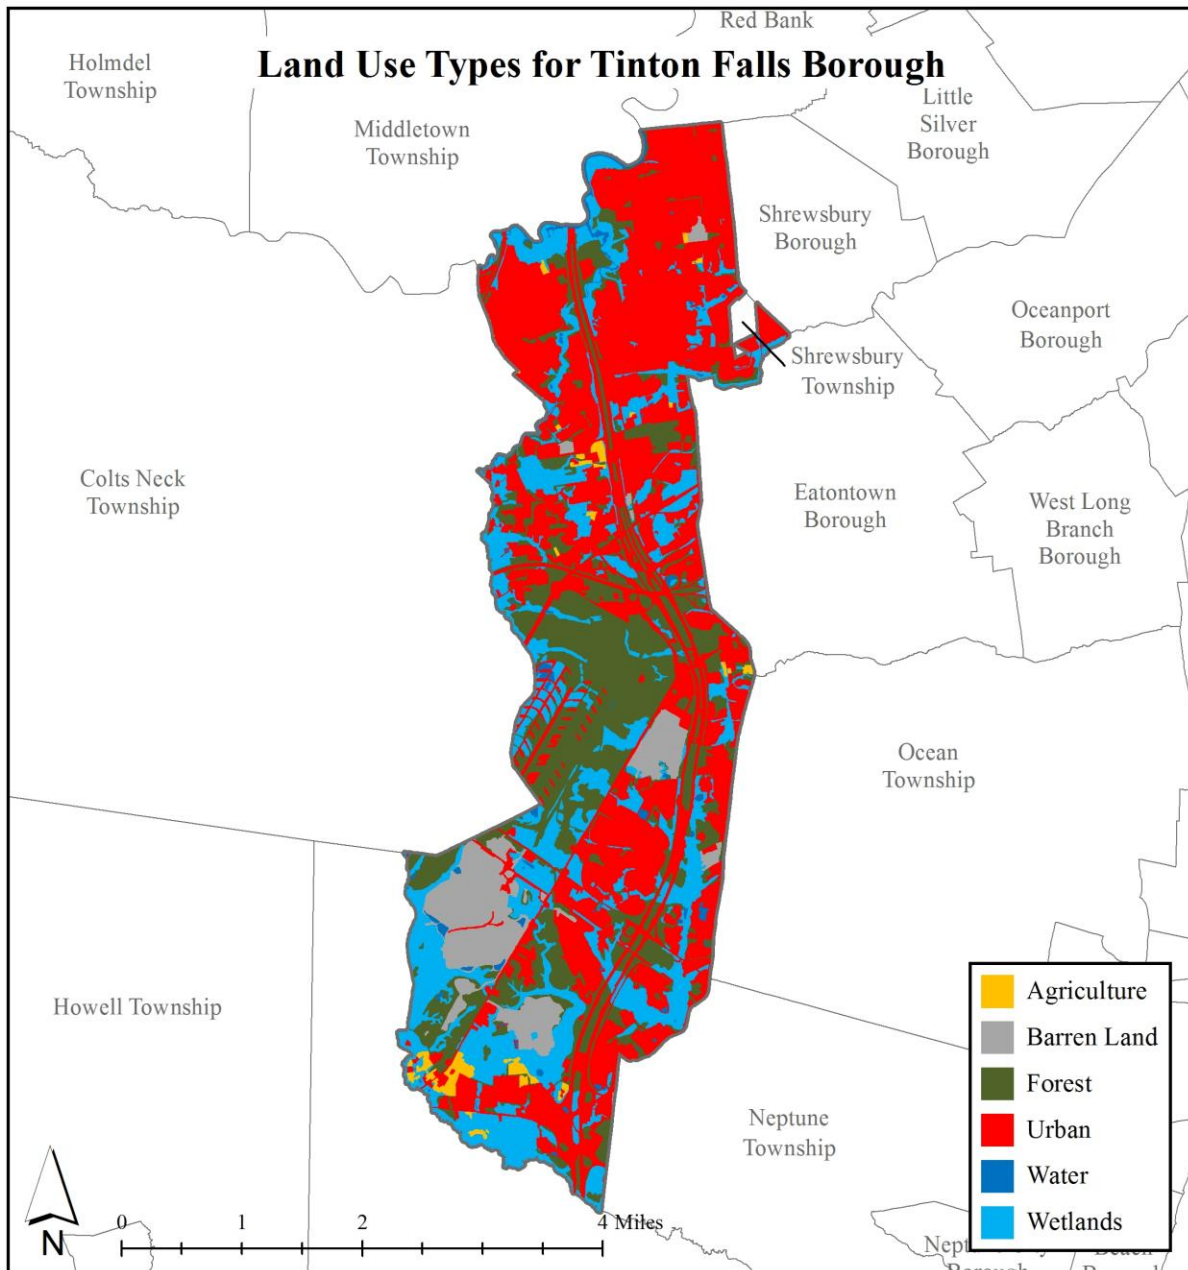 Red Bank
Land Use Types for Tinton Falls Borough
Holmdel
Township
Middletown
Township
Little
Silver
Borough
Shrewsbury
Borough
Oceanport
Borough
Shrewsbury
Township
Colts Neck
Township
Eatontown
Borough
West Long
Branch
Borough
Ocean
Township
Howell Township
Neptune
Township
Agriculture
Barren Land
Forest
Urban
Water
Wetlands
N
0 1 2 4 Miles